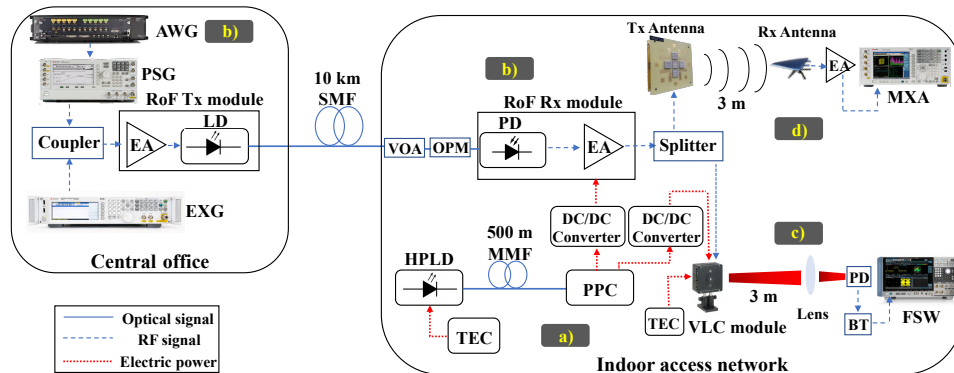 AWG
b)
PSG
RoF Tx module
LD
Coupler
EA
EXG
Central office
10 km
SMF
VOA
OPM
b)
RoF Rx module
PD
EA
Splitter
Tx Antenna
3 m
Rx Antenna
EA
MXA
d)
DC/DC
Converter
DC/DC
Converter
HPLD
500 m
MMF
PPC
TEC
a)
TEC
VLC module
c)
3 m
Lens
PD
BT
FSW
Indoor access network
Optical signal
RF signal
Electric power